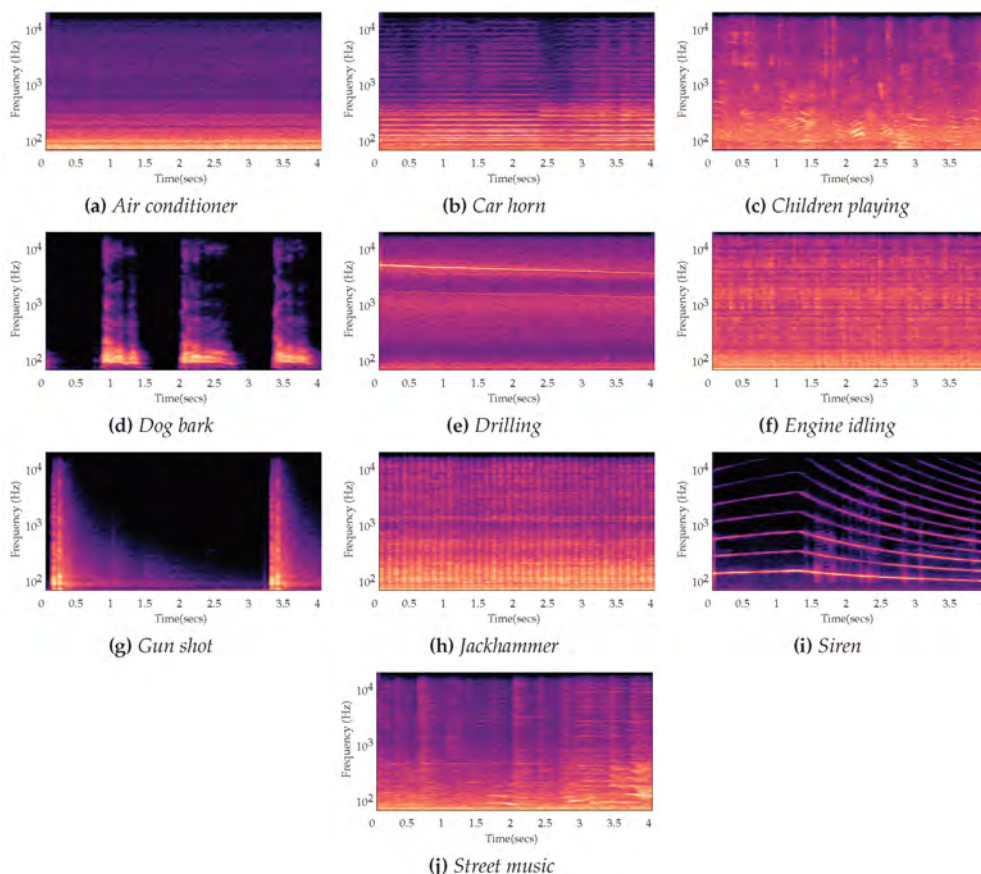 Frequency (Hz)
10⁴
10³
10²
0 0.5 1 1.5 2 2.5 3 3.5 4
Time(secs)
(a) Air conditioner
Frequency (Hz)
10⁴
10³
10²
0 0.5 1 1.5 2 2.5 3 3.5 4
Time(secs)
(b) Car horn
Frequency (Hz)
10⁴
10³
10²
0 0.5 1 1.5 2 2.5 3 3.5
Time(secs)
(c) Children playing
Frequency (Hz)
10⁴
10³
10²
0 0.5 1 1.5 2 2.5 3 3.5 4
Time(secs)
(d) Dog bark
Frequency (Hz)
10⁴
10³
10²
0 0.5 1 1.5 2 2.5 3 3.5 4
Time(secs)
(e) Drilling
Frequency (Hz)
10⁴
10³
10²
0 0.5 1 1.5 2 2.5 3 3.5
Time(secs)
(f) Engine idling
Frequency (Hz)
10⁴
10³
10²
0 0.5 1 1.5 2 2.5 3 3.5 4
Time(secs)
(g) Gun shot
Frequency (Hz)
10⁴
10³
10²
0 0.5 1 1.5 2 2.5 3 3.5 4
Time(secs)
(h) Jackhammer
Frequency (Hz)
10⁴
10³
10²
0 0.5 1 1.5 2 2.5 3 3.5
Time(secs)
(i) Siren
Frequency (Hz)
10⁴
10³
10²
0 0.5 1 1.5 2 2.5 3 3.5 4
Time(secs)
(j) Street music